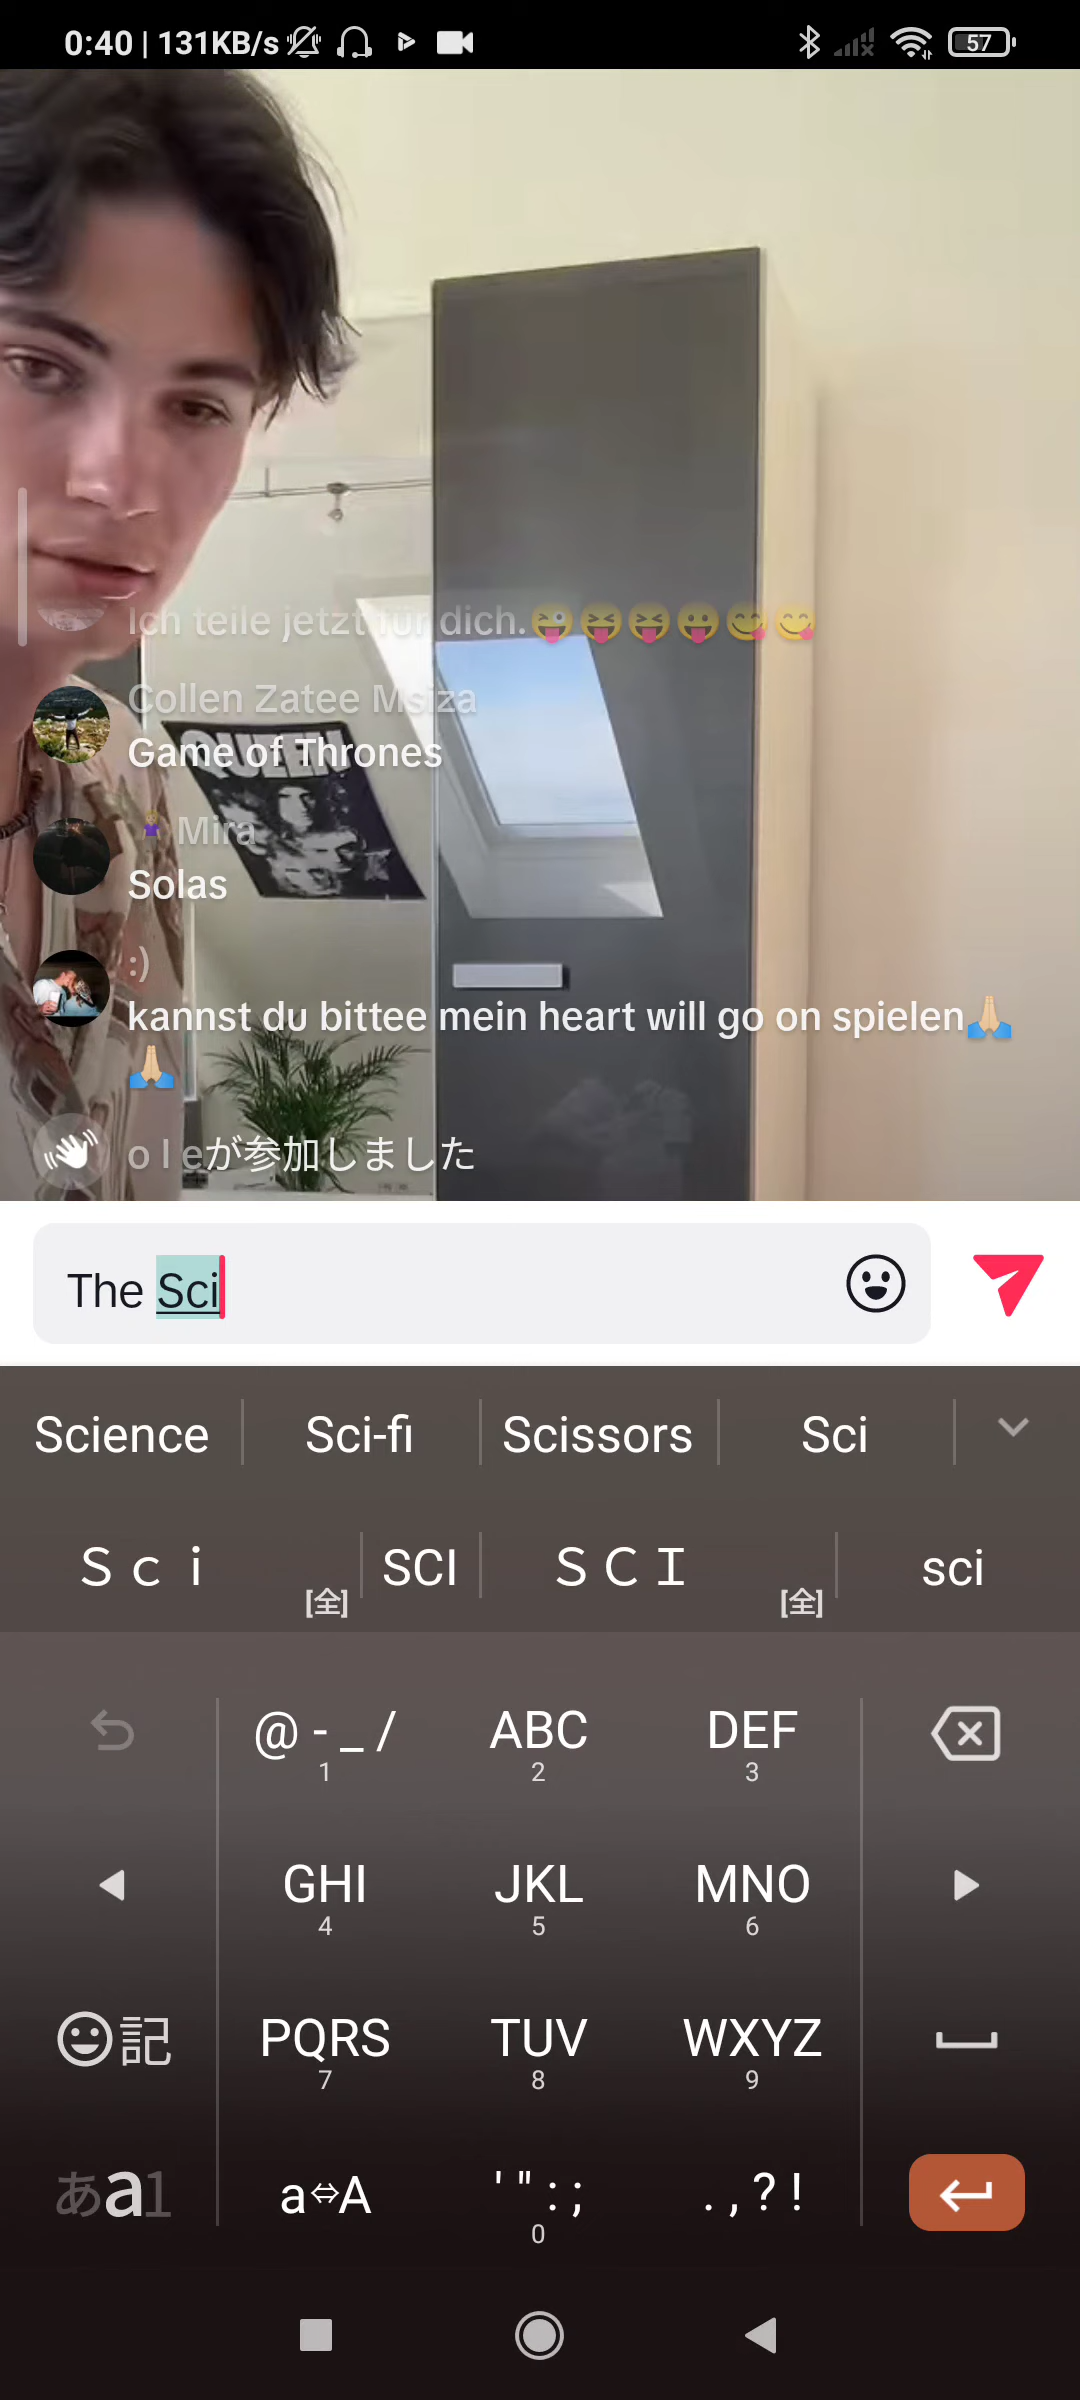 0:40 | 131KB/s
57
Ich teile jetzt für dich.😜😝😝😛😋😋
Collen Zatee Msiza
Game of Thrones
QUEEN
🧍🏼‍♀️Mira
Solas
:)
kannst du bittee mein heart will go on spielen🙏🏼
🙏🏼
o l eが参加しました
The Sci
Science
Sci-fi
Scissors
Sci
Ｓｃｉ
[全]
SCI
ＳＣＩ
[全]
sci
@ - _ /
1
ABC
2
DEF
3
GHI
4
JKL
5
MNO
6
記
PQRS
7
TUV
8
WXYZ
9
あa1
a⇔A
' " : ;
0
. , ? !